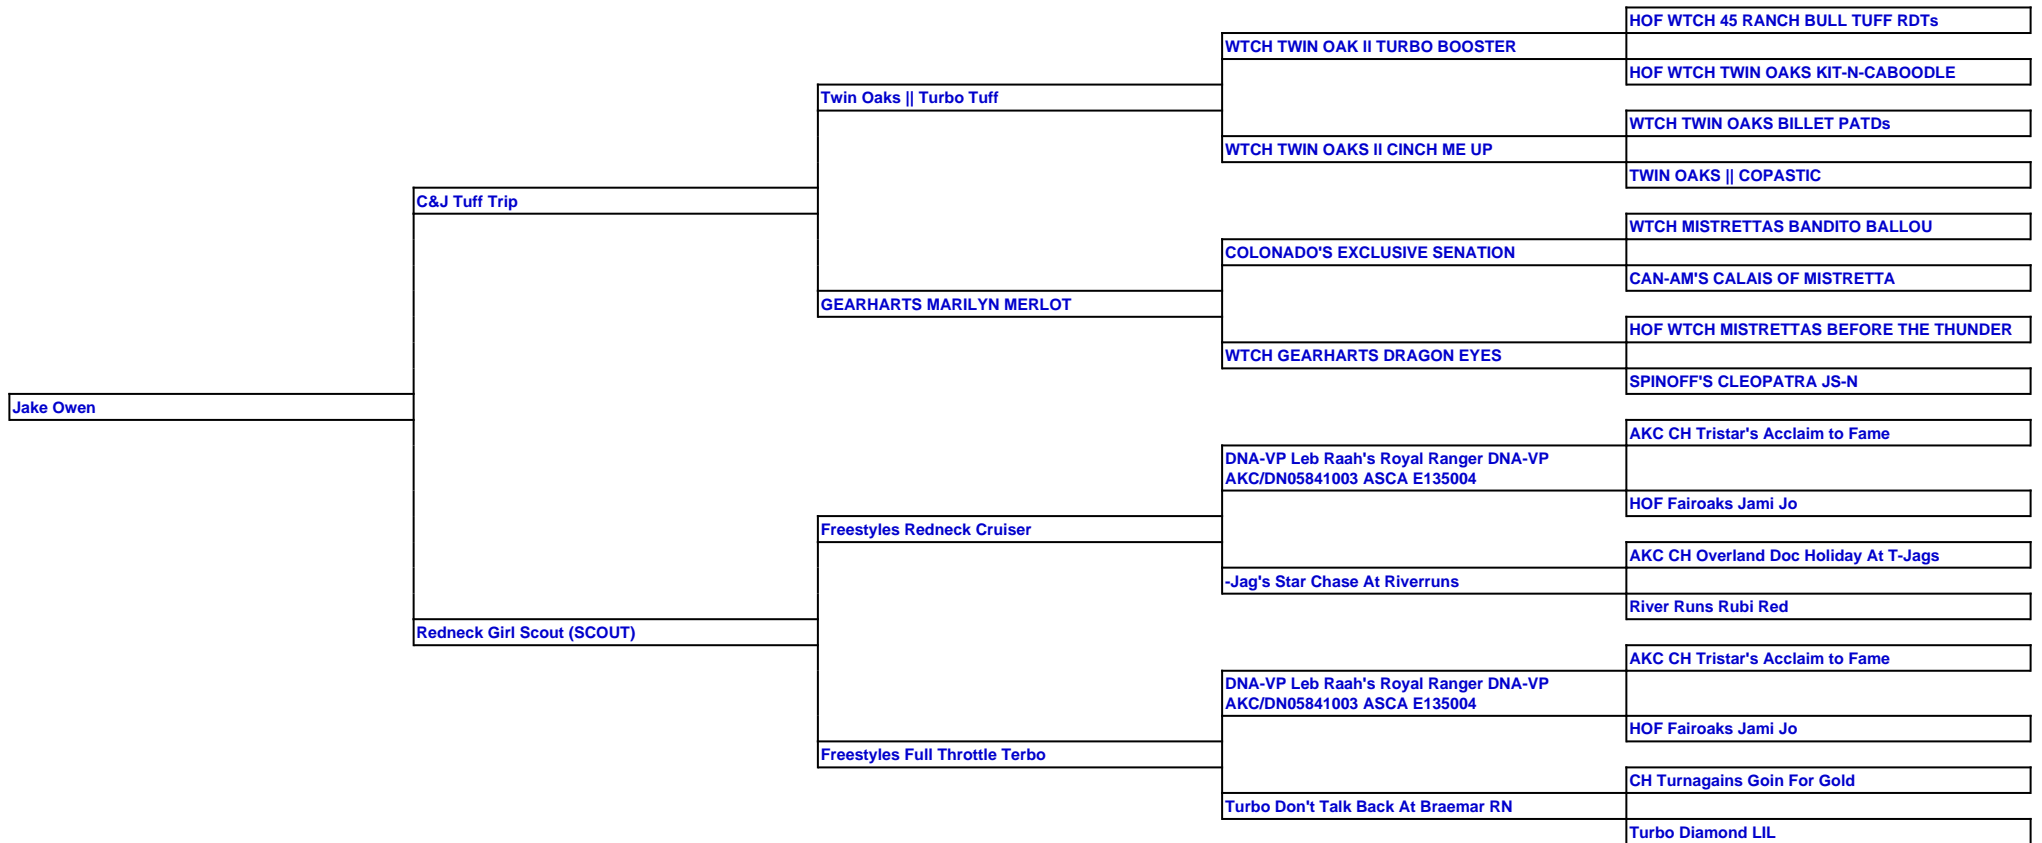 HOF WTCH 45 RANCH BULL TUFF RDTs
WTCH TWIN OAK II TURBO BOOSTER
HOF WTCH TWIN OAKS KIT-N-CABOODLE
Twin Oaks || Turbo Tuff
WTCH TWIN OAKS BILLET PATDs
WTCH TWIN OAKS II CINCH ME UP
TWIN OAKS || COPASTIC
C&J Tuff Trip
WTCH MISTRETTAS BANDITO BALLOU
COLONADO'S EXCLUSIVE SENATION
CAN-AM'S CALAIS OF MISTRETTA
GEARHARTS MARILYN MERLOT
HOF WTCH MISTRETTAS BEFORE THE THUNDER
WTCH GEARHARTS DRAGON EYES
SPINOFF'S CLEOPATRA JS-N
Jake Owen
AKC CH Tristar's Acclaim to Fame
DNA-VP Leb Raah's Royal Ranger DNA-VP
AKC/DN05841003 ASCA E135004
HOF Fairoaks Jami Jo
Freestyles Redneck Cruiser
AKC CH Overland Doc Holiday At T-Jags
-Jag's Star Chase At Riverruns
River Runs Rubi Red
Redneck Girl Scout (SCOUT)
AKC CH Tristar's Acclaim to Fame
DNA-VP Leb Raah's Royal Ranger DNA-VP
AKC/DN05841003 ASCA E135004
HOF Fairoaks Jami Jo
Freestyles Full Throttle Terbo
CH Turnagains Goin For Gold
Turbo Don't Talk Back At Braemar RN
Turbo Diamond LIL